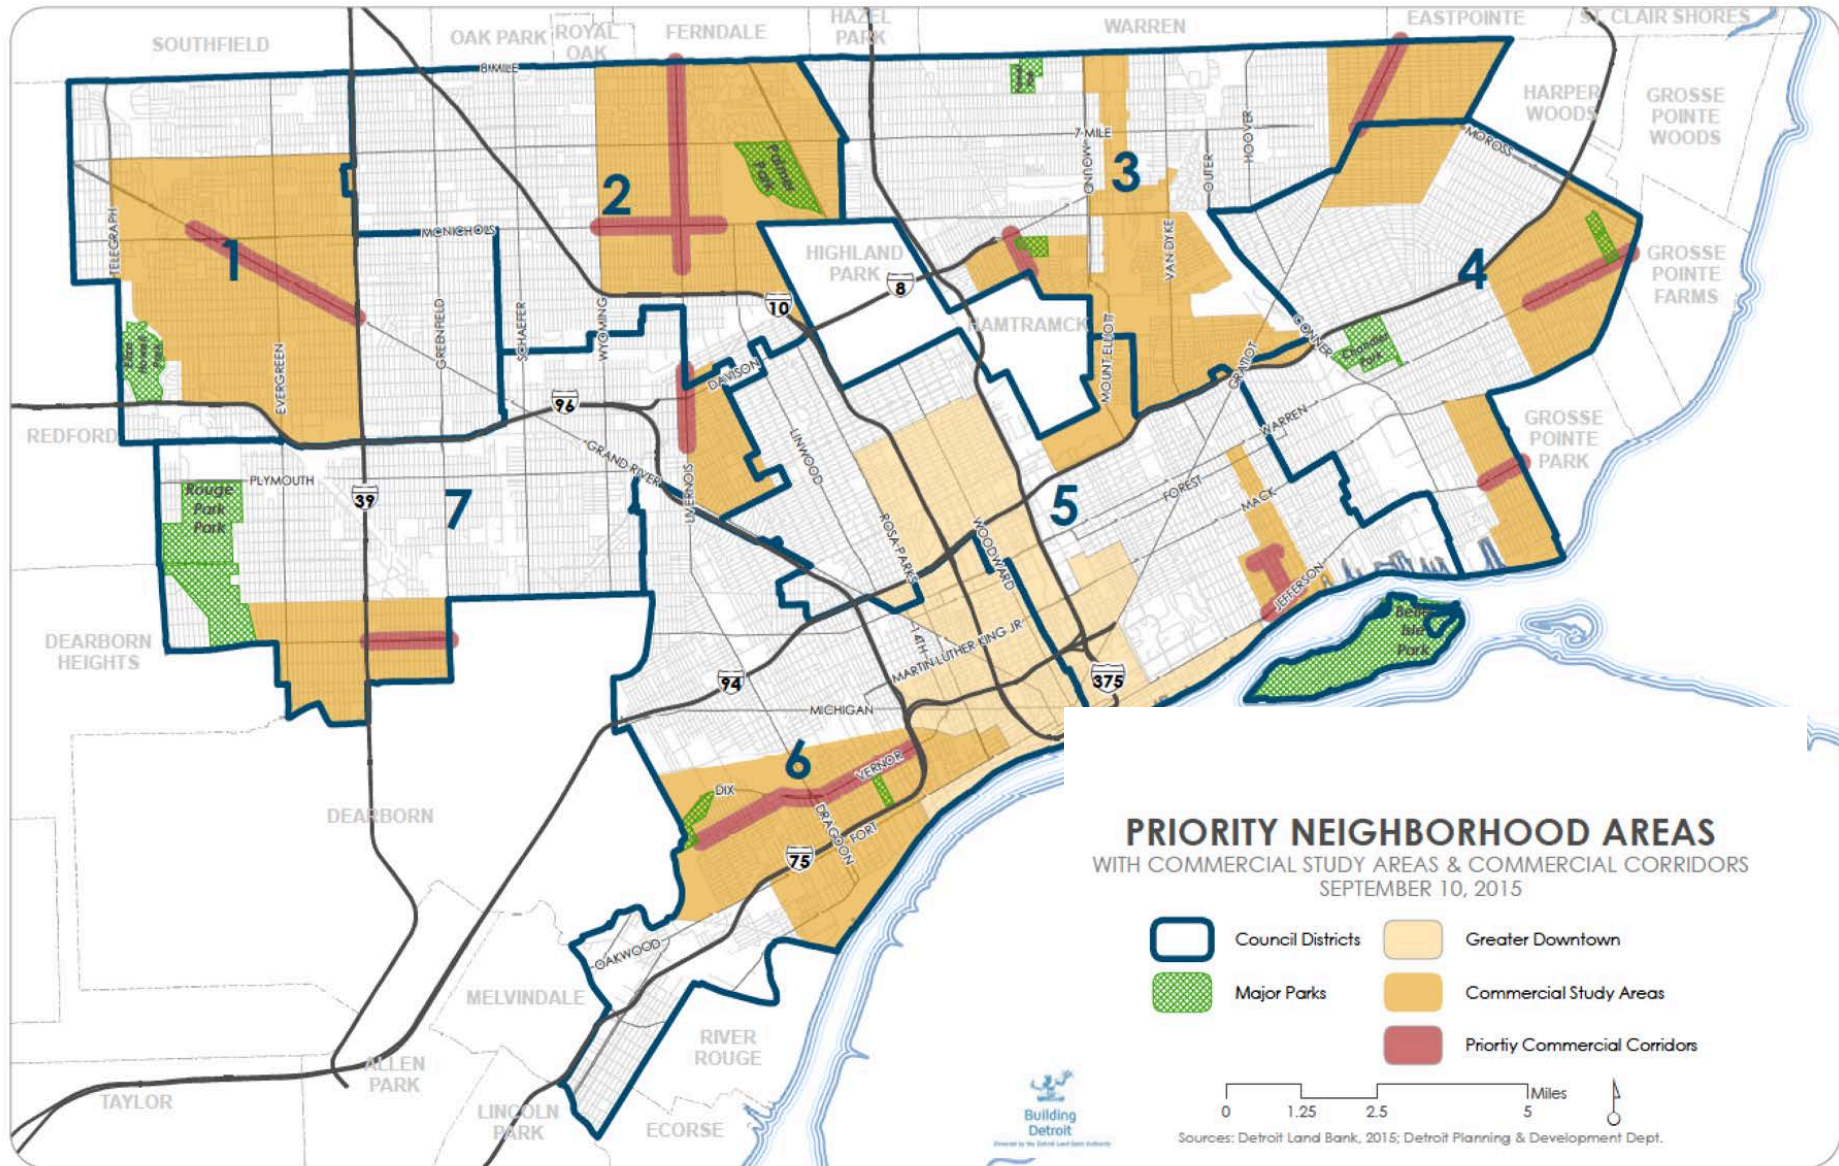 SOUTHFIELD
OAK PARK
ROYAL
OAK
FERNDALE
HAZEL
PARK
WARREN
EASTPOINTE
ST. CLAIR SHORES
8 MILE
HARPER
WOODS
GROSSE
POINTE
WOODS
7 MILE
MOROSS
HOOVER
OUTER
MOUND
3
Palmer
Park
2
TELEGRAPH
MCNICHOLS
1
VAN DYKE
HIGHLAND
PARK
8
4
GROSSE
POINTE
FARMS
10
HAMTRAMCK
CONNER
Chandler
Park
GREENFIELD
SCHAEFER
WYOMING
EVERGREEN
DAVISON
MOUNT ELLIOTT
GRATIOT
96
REDFORD
GRAND RIVER
LINWOOD
WARREN
GROSSE
POINTE
PARK
PLYMOUTH
39
7
LIVERNOIS
Rouge
Park
Park
5
FOREST
MACK
ROSA PARKS
WOODWARD
JEFFERSON
DEARBORN
HEIGHTS
14TH
MARTIN LUTHER KING JR
Belle
Isle
Park
94
375
MICHIGAN
6
VERNOR
DIX
DRAGOON
FORT
75
DEARBORN
OAKWOOD
MELVINDALE
RIVER
ROUGE
ALLEN
PARK
TAYLOR
LINCOLN
PARK
ECORSE
PRIORITY NEIGHBORHOOD AREAS
WITH COMMERCIAL STUDY AREAS & COMMERCIAL CORRIDORS
SEPTEMBER 10, 2015
Council Districts
Greater Downtown
Major Parks
Commercial Study Areas
Priortiy Commercial Corridors
Miles
0 1.25 2.5 5
Building
Detroit
Sources: Detroit Land Bank, 2015; Detroit Planning & Development Dept.